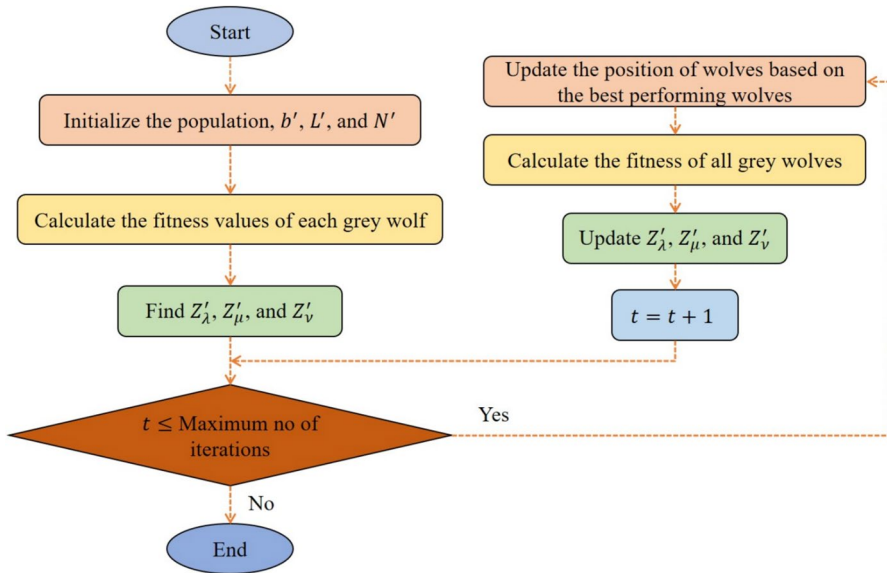 Start
Initialize the population, b′, L′, and N′
Calculate the fitness values of each grey wolf
Find Z′λ, Z′μ, and Z′ν
t ≤ Maximum no of
iterations
No
End
Yes
Update the position of wolves based on
the best performing wolves
Calculate the fitness of all grey wolves
Update Z′λ, Z′μ, and Z′ν
t = t + 1